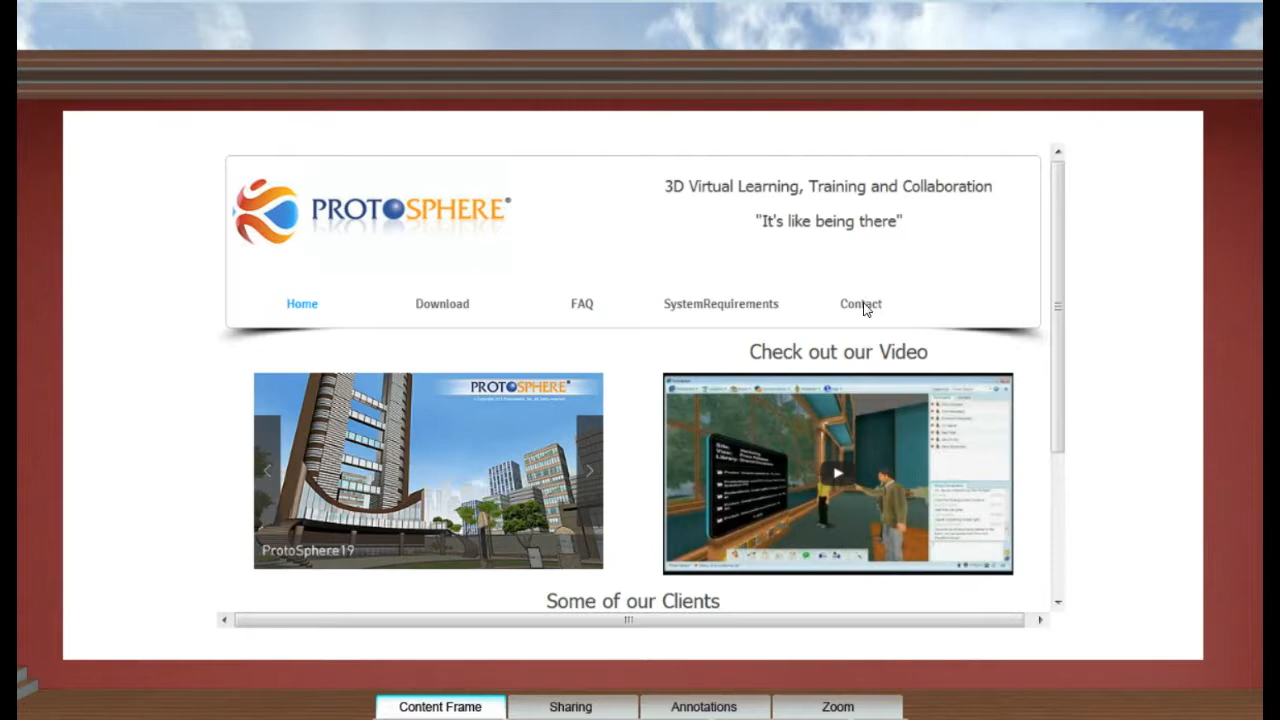 PROTOSPHERE®
3D Virtual Learning, Training and Collaboration
"It's like being there"
Home
Download
FAQ
SystemRequirements
Contact
Check out our Video
PROTOSPHERE®
ProtoSphere19
Some of our Clients
Content Frame
Sharing
Annotations
Zoom